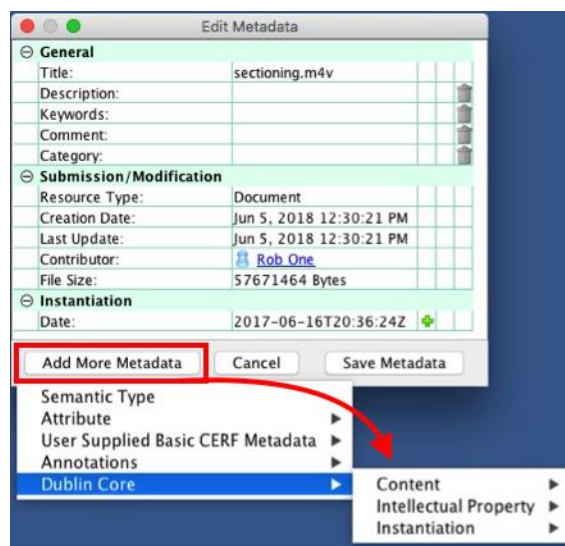 Edit Metadata
General
Title: sectioning.m4v
Description:
Keywords:
Comment:
Category:
Submission/Modification
Resource Type: Document
Creation Date: Jun 5, 2018 12:30:21 PM
Last Update: Jun 5, 2018 12:30:21 PM
Contributor: Rob One
File Size: 57671464 Bytes
Instantiation
Date: 2017-06-16T20:36:24Z
Add More Metadata Cancel Save Metadata
Semantic Type
Attribute
User Supplied Basic CERF Metadata
Annotations
Dublin Core
Content
Intellectual Property
Instantiation